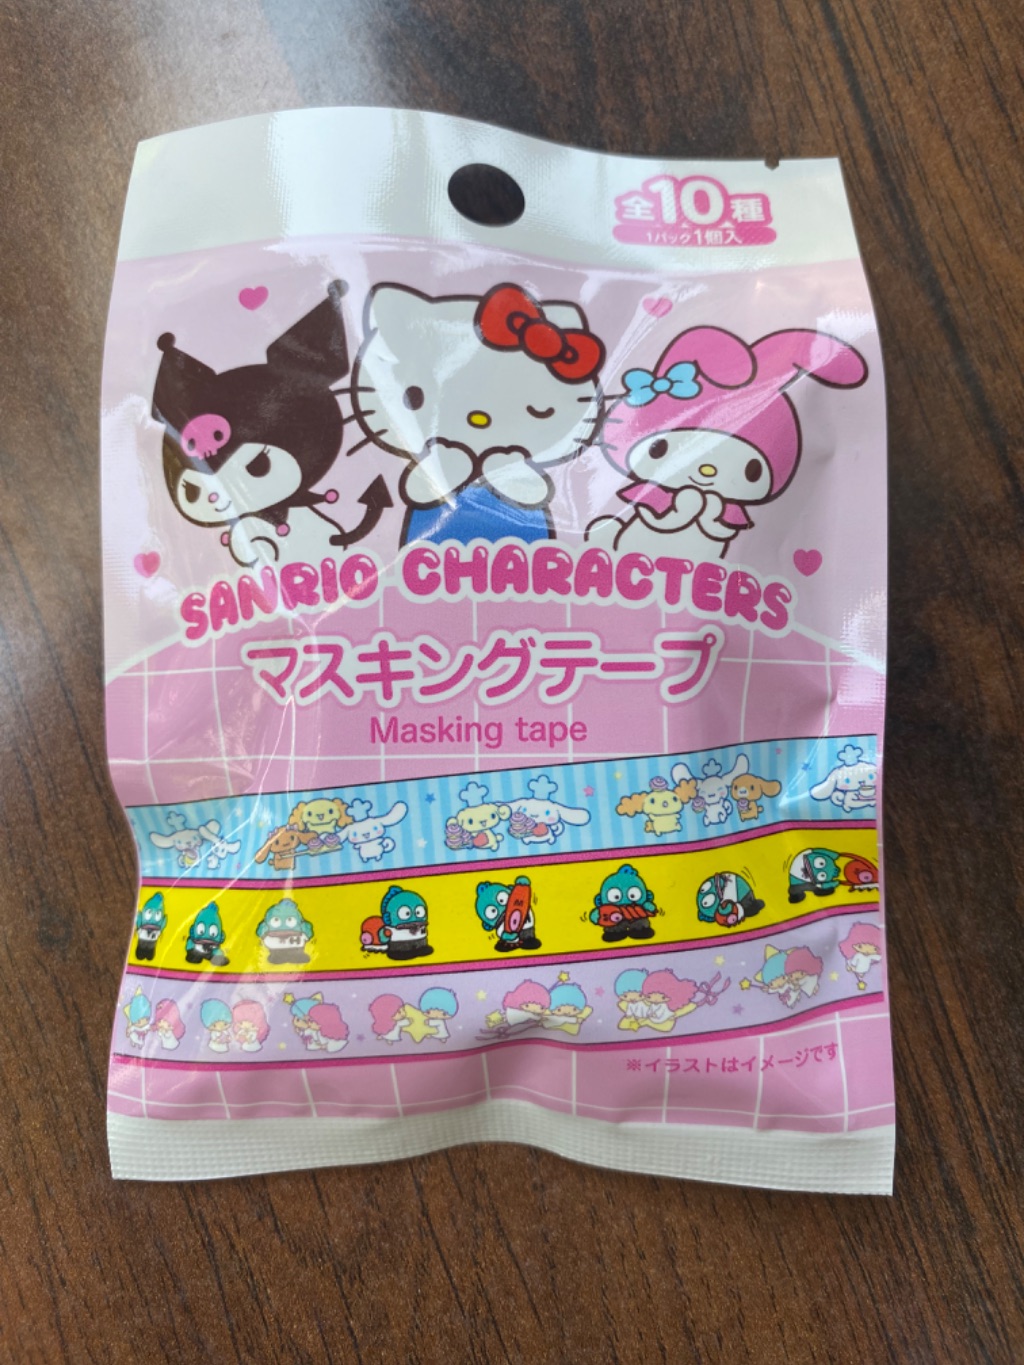 全10種
1パック1個入
SANRIO CHARACTERS
マスキングテープ
Masking tape
※イラストはイメージです